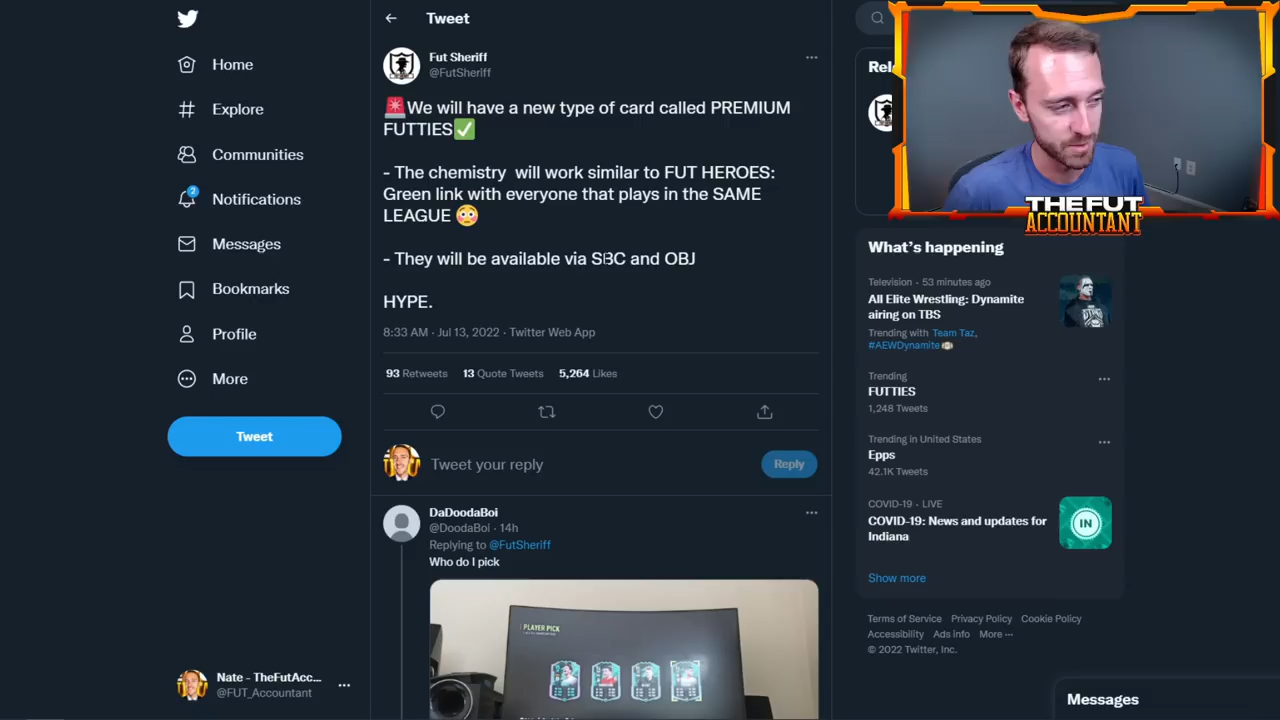 Home
Explore
Communities
2
Notifications
Messages
Bookmarks
Profile
More
Tweet
Nate - TheFutAcc...
@FUT_Accountant
Tweet
Fut Sheriff
@FutSheriff
🚨We will have a new type of card called PREMIUM
FUTTIES✅
- The chemistry will work similar to FUT HEROES:
Green link with everyone that plays in the SAME
LEAGUE 😳
- They will be available via SBC and OBJ
HYPE.
8:33 AM · Jul 13, 2022 · Twitter Web App
93 Retweets 13 Quote Tweets 5,264 Likes
Tweet your reply
Reply
DaDoodaBoi
@DoodaBoi · 14h
Replying to @FutSheriff
Who do I pick
PLAYER PICK
Rel
THE FUT
ACCOUNTANT
What's happening
Television · 53 minutes ago
All Elite Wrestling: Dynamite
airing on TBS
Trending with Team Taz,
#AEWDynamite
Trending
FUTTIES
1,248 Tweets
Trending in United States
Epps
42.1K Tweets
COVID-19 · LIVE
COVID-19: News and updates for
Indiana
IN
Show more
Terms of Service Privacy Policy Cookie Policy
Accessibility Ads info More ···
© 2022 Twitter, Inc.
Messages